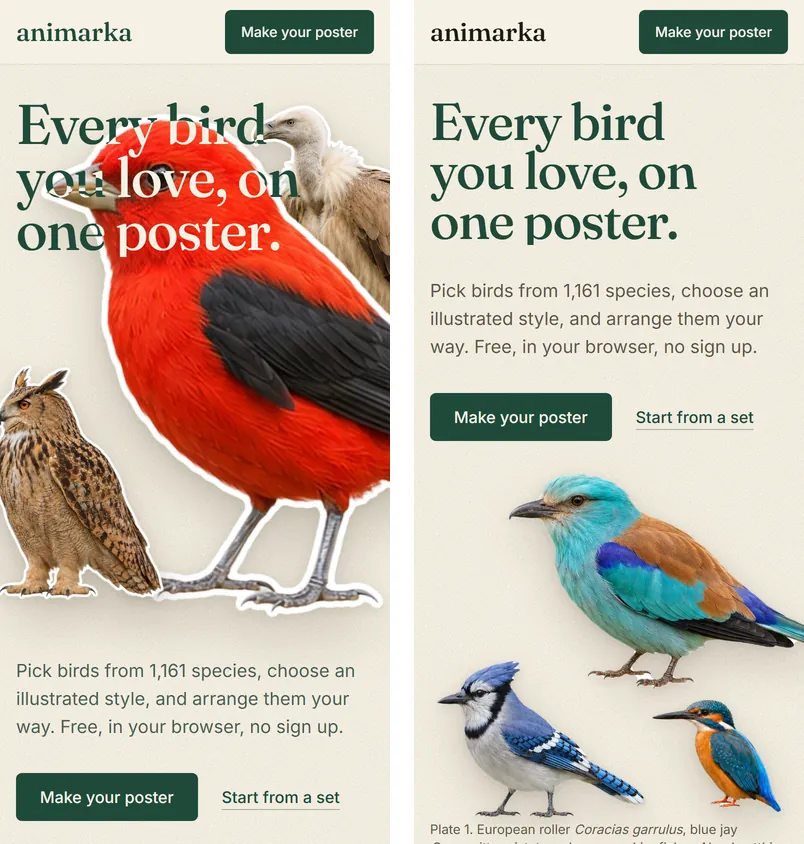 animarka
Make your poster
Every bird
you love, on
one poster.
Pick birds from 1,161 species, choose an
illustrated style, and arrange them your
way. Free, in your browser, no sign up.
Make your poster
Start from a set
animarka
Make your poster
Every bird
you love, on
one poster.
Pick birds from 1,161 species, choose an
illustrated style, and arrange them your
way. Free, in your browser, no sign up.
Make your poster
Start from a set
Plate 1. European roller Coracias garrulus, blue jay